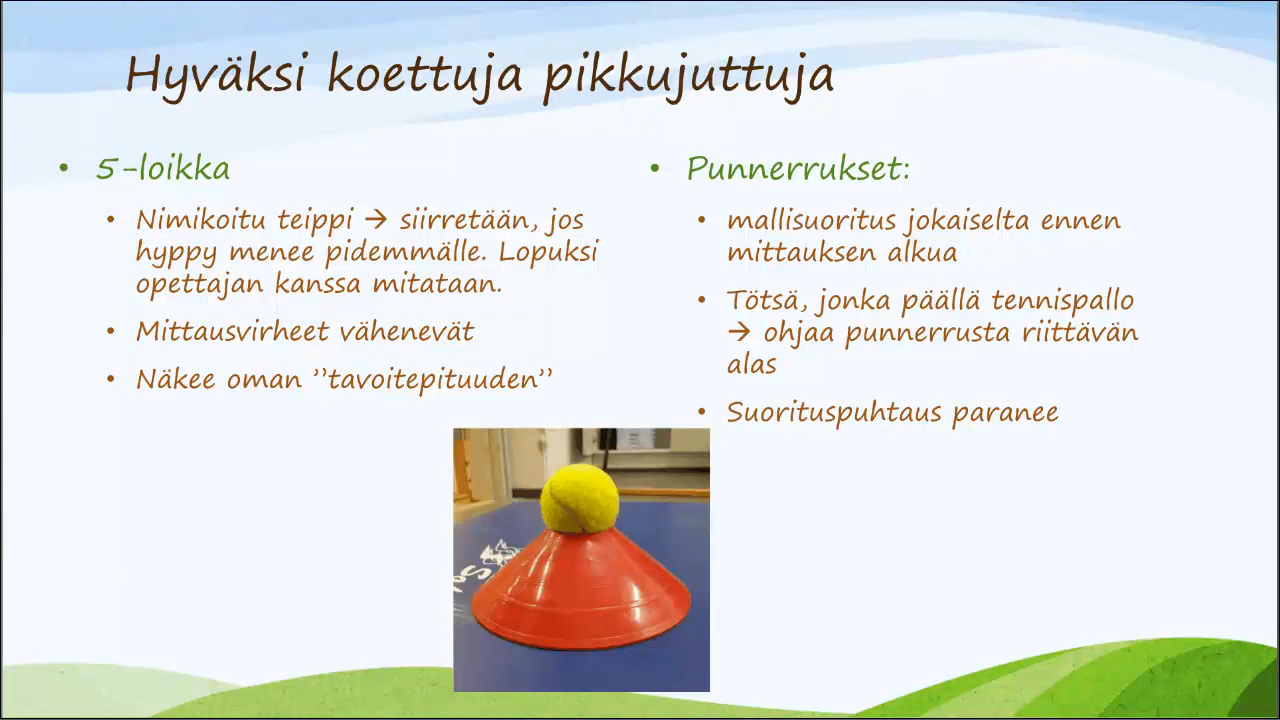 Hyväksi koettuja pikkujuttuja
• 5-loikka
• Nimikoitu teippi → siirretään, jos
hyppy menee pidemmälle. Lopuksi
opettajan kanssa mitataan.
• Mittausvirheet vähenevät
• Näkee oman ”tavoitepituuden”
• Punnerrukset:
• mallisuoritus jokaiselta ennen
mittauksen alkua
• Tötsä, jonka päällä tennispallo
→ ohjaa punnerrusta riittävän
alas
• Suorituspuhtaus paranee